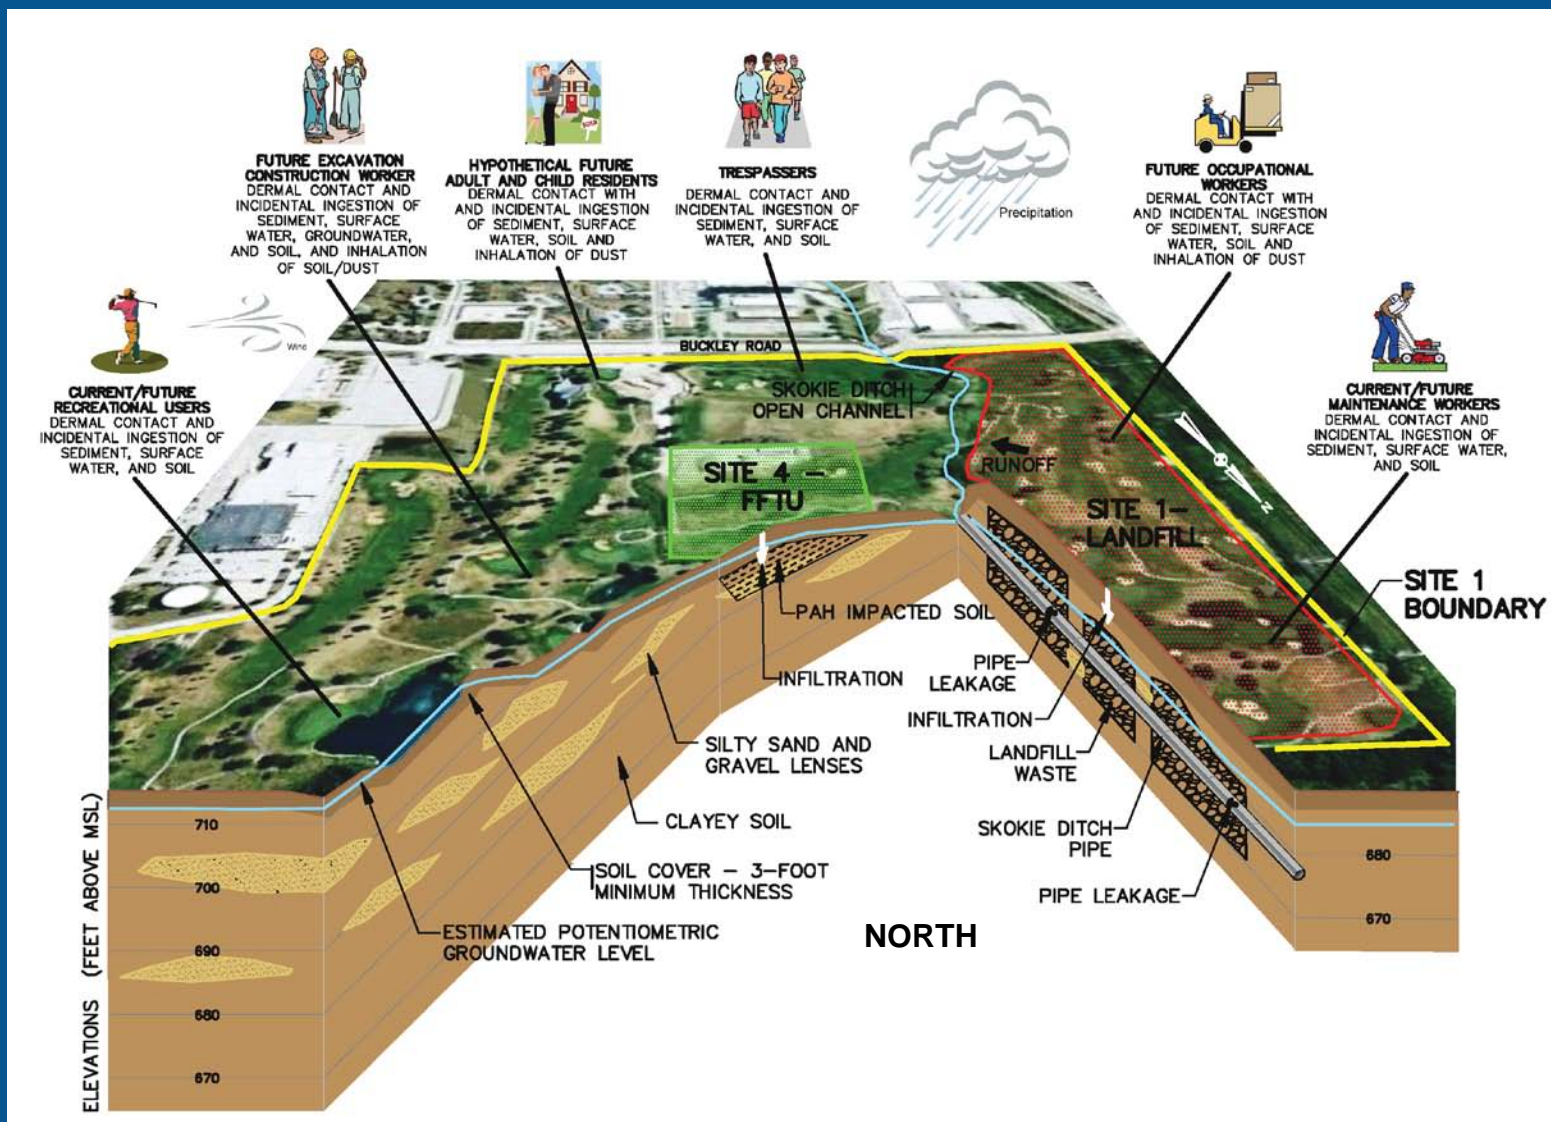 FUTURE EXCAVATION
CONSTRUCTION WORKER
DERMAL CONTACT AND
INCIDENTAL INGESTION OF
SEDIMENT, SURFACE
WATER, GROUNDWATER,
AND SOIL, AND INHALATION
OF SOIL/DUST
HYPOTHETICAL FUTURE
ADULT AND CHILD RESIDENTS
DERMAL CONTACT WITH
AND INCIDENTAL INGESTION
OF SEDIMENT, SURFACE
WATER, SOIL AND
INHALATION OF DUST
SOLD
TRESPASSERS
DERMAL CONTACT AND
INCIDENTAL INGESTION OF
SEDIMENT, SURFACE
WATER, AND SOIL
Precipitation
FUTURE OCCUPATIONAL
WORKERS
DERMAL CONTACT WITH
AND INCIDENTAL INGESTION
OF SEDIMENT, SURFACE
WATER, SOIL AND
INHALATION OF DUST
Wind
CURRENT/FUTURE
RECREATIONAL USERS
DERMAL CONTACT AND
INCIDENTAL INGESTION OF
SEDIMENT, SURFACE
WATER, AND SOIL
CURRENT/FUTURE
MAINTENANCE WORKERS
DERMAL CONTACT AND
INCIDENTAL INGESTION OF
SEDIMENT, SURFACE WATER,
AND SOIL
BUCKLEY ROAD
SKOKIE DITCH
OPEN CHANNEL
RUNOFF
N
SITE 4 -
FFTU
SITE 1-
LANDFILL
SITE 1
BOUNDARY
PAH IMPACTED SOIL
INFILTRATION
PIPE
LEAKAGE
INFILTRATION
SILTY SAND AND
GRAVEL LENSES
LANDFILL
WASTE
CLAYEY SOIL
SKOKIE DITCH
PIPE
SOIL COVER - 3-FOOT
MINIMUM THICKNESS
PIPE LEAKAGE
ESTIMATED POTENTIOMETRIC
GROUNDWATER LEVEL
NORTH
ELEVATIONS (FEET ABOVE MSL)
710
700
690
680
670
680
670